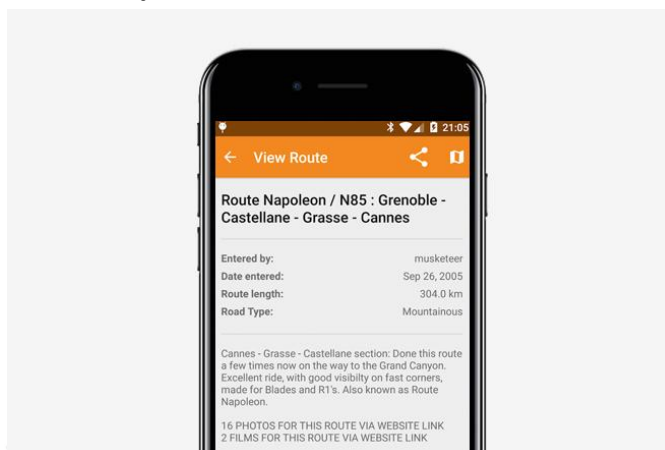 21:05
View Route
Route Napoleon / N85 : Grenoble -
Castellane - Grasse - Cannes
Entered by: musketeer
Date entered: Sep 26, 2005
Route length: 304.0 km
Road Type: Mountainous
Cannes - Grasse - Castellane section: Done this route
a few times now on the way to the Grand Canyon.
Excellent ride, with good visibilty on fast corners,
made for Blades and R1's. Also known as Route
Napoleon.
16 PHOTOS FOR THIS ROUTE VIA WEBSITE LINK
2 FILMS FOR THIS ROUTE VIA WEBSITE LINK